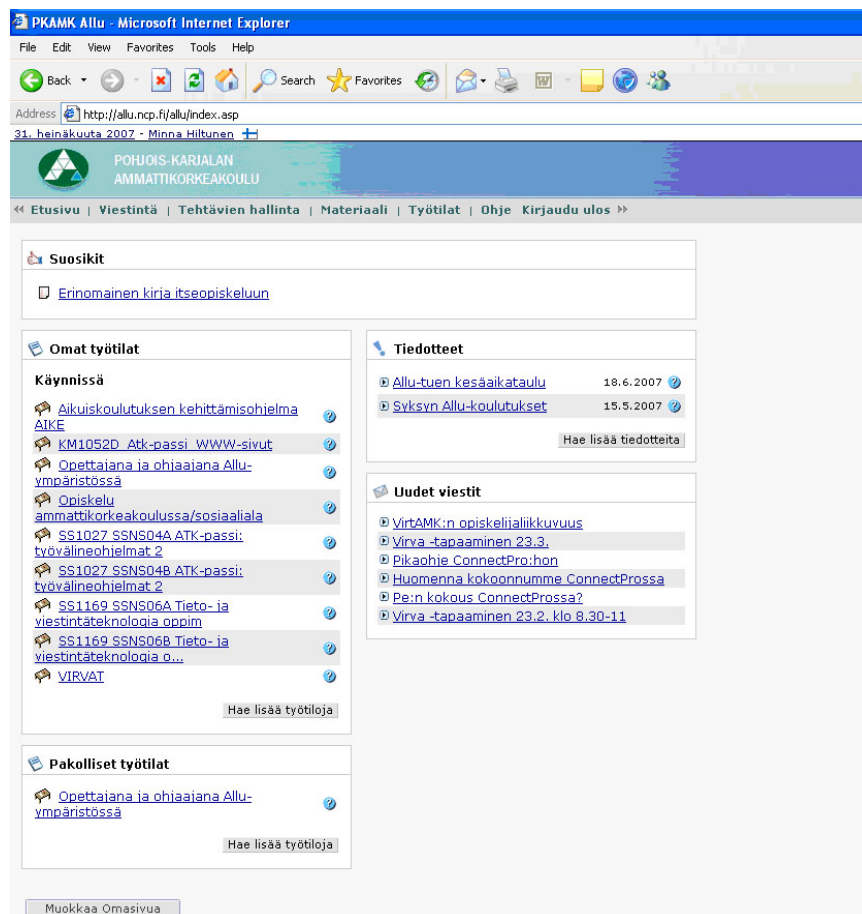 PKAMK Allu - Microsoft Internet Explorer
File Edit View Favorites Tools Help
Back Search Favorites
Address http://allu.ncp.fi/allu/index.asp
31. heinäkuuta 2007 - Minna Hiltunen
POHJOIS-KARJALAN
AMMATTIKORKEAKOULU
Etusivu | Viestintä | Tehtävien hallinta | Materiaali | Työtilat | Ohje Kirjaudu ulos
Suosikit
Erinomainen kirja itseopiskeluun
Omat työtilat
Käynnissä
Aikuiskoulutuksen kehittämisohjelma
AIKE
KM1052D Atk-passi WWW-sivut
Opettajana ja ohjaajana Allu-
ympäristössä
Opiskelu
ammattikorkeakoulussa/sosiaaliala
SS1027 SSNS04A ATK-passi:
työvälineohjelmat 2
SS1027 SSNS04B ATK-passi:
työvälineohjelmat 2
SS1169 SSNS06A Tieto- ja
viestintäteknologia oppim
SS1169 SSNS06B Tieto- ja
viestintäteknologia o...
VIRVAT
Hae lisää työtiloja
Pakolliset työtilat
Opettajana ja ohjaajana Allu-
ympäristössä
Hae lisää työtiloja
Muokkaa Omasivua
Tiedotteet
Allu-tuen kesäaikataulu 18.6.2007
Syksyn Allu-koulutukset 15.5.2007
Hae lisää tiedotteita
Uudet viestit
VirtAMK:n opiskelijaliikkuvuus
Virva -tapaaminen 23.3.
Pikaohje ConnectPro:hon
Huomenna kokoonnumme ConnectProssa
Pe:n kokous ConnectProssa?
Virva -tapaaminen 23.2. klo 8.30-11